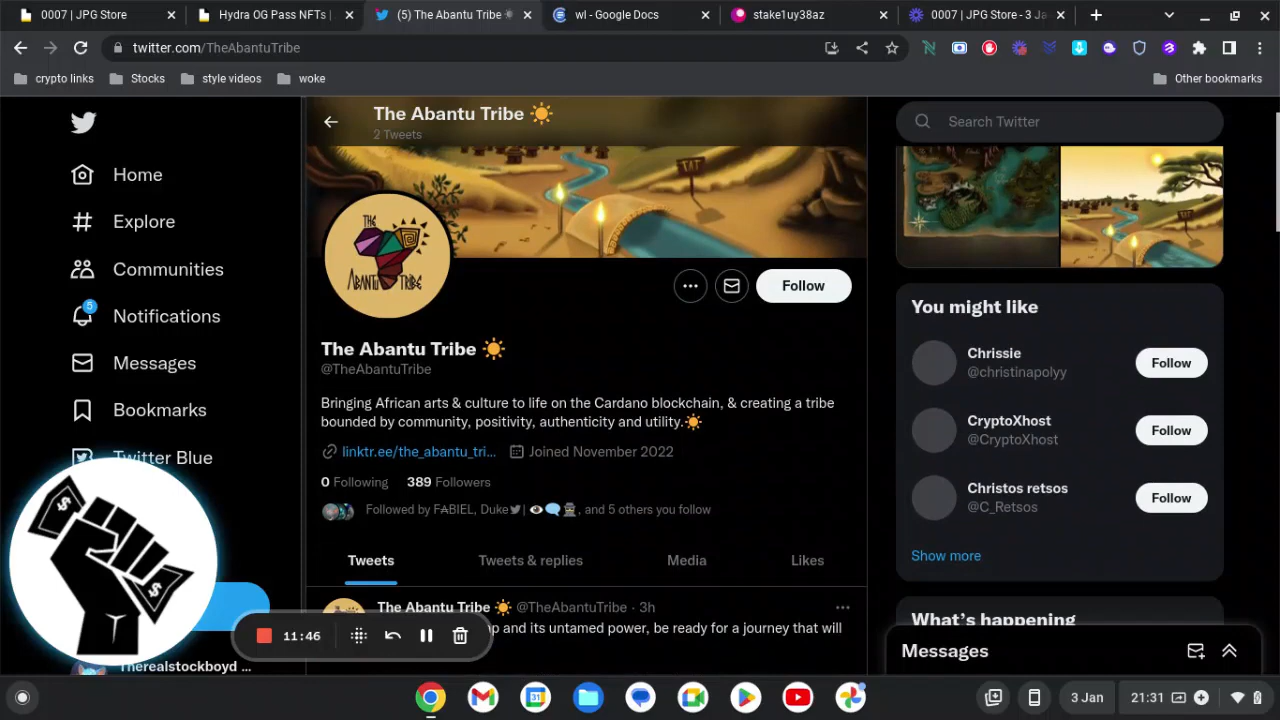 0007 | JPG Store
Hydra OG Pass NFTs |
(5) The Abantu Tribe
wl - Google Docs
stake1uy38az
0007 | JPG Store - 3 Ja
twitter.com/TheAbantuTribe
crypto links
Stocks
style videos
woke
Other bookmarks
The Abantu Tribe ☀
2 Tweets
Search Twitter
Home
Explore
Communities
5
Notifications
Messages
Bookmarks
Twitter Blue
THE
ABANTU TRIBE
Follow
The Abantu Tribe ☀
@TheAbantuTribe
Bringing African arts & culture to life on the Cardano blockchain, & creating a tribe
bounded by community, positivity, authenticity and utility.☀
linktr.ee/the_abantu_tri...
Joined November 2022
0 Following 389 Followers
Followed by F₳BIEL, Duke | 👁🗨, and 5 others you follow
Tweets
Tweets & replies
Media
Likes
The Abantu Tribe ☀ @TheAbantuTribe · 3h
p and its untamed power, be ready for a journey that will
You might like
Chrissie
@christinapolyy
Follow
CryptoXhost
@CryptoXhost
Follow
Christos retsos
@C_Retsos
Follow
Show more
What's happening
Messages
11:46
Therealstockboyd ...
3 Jan
21:31